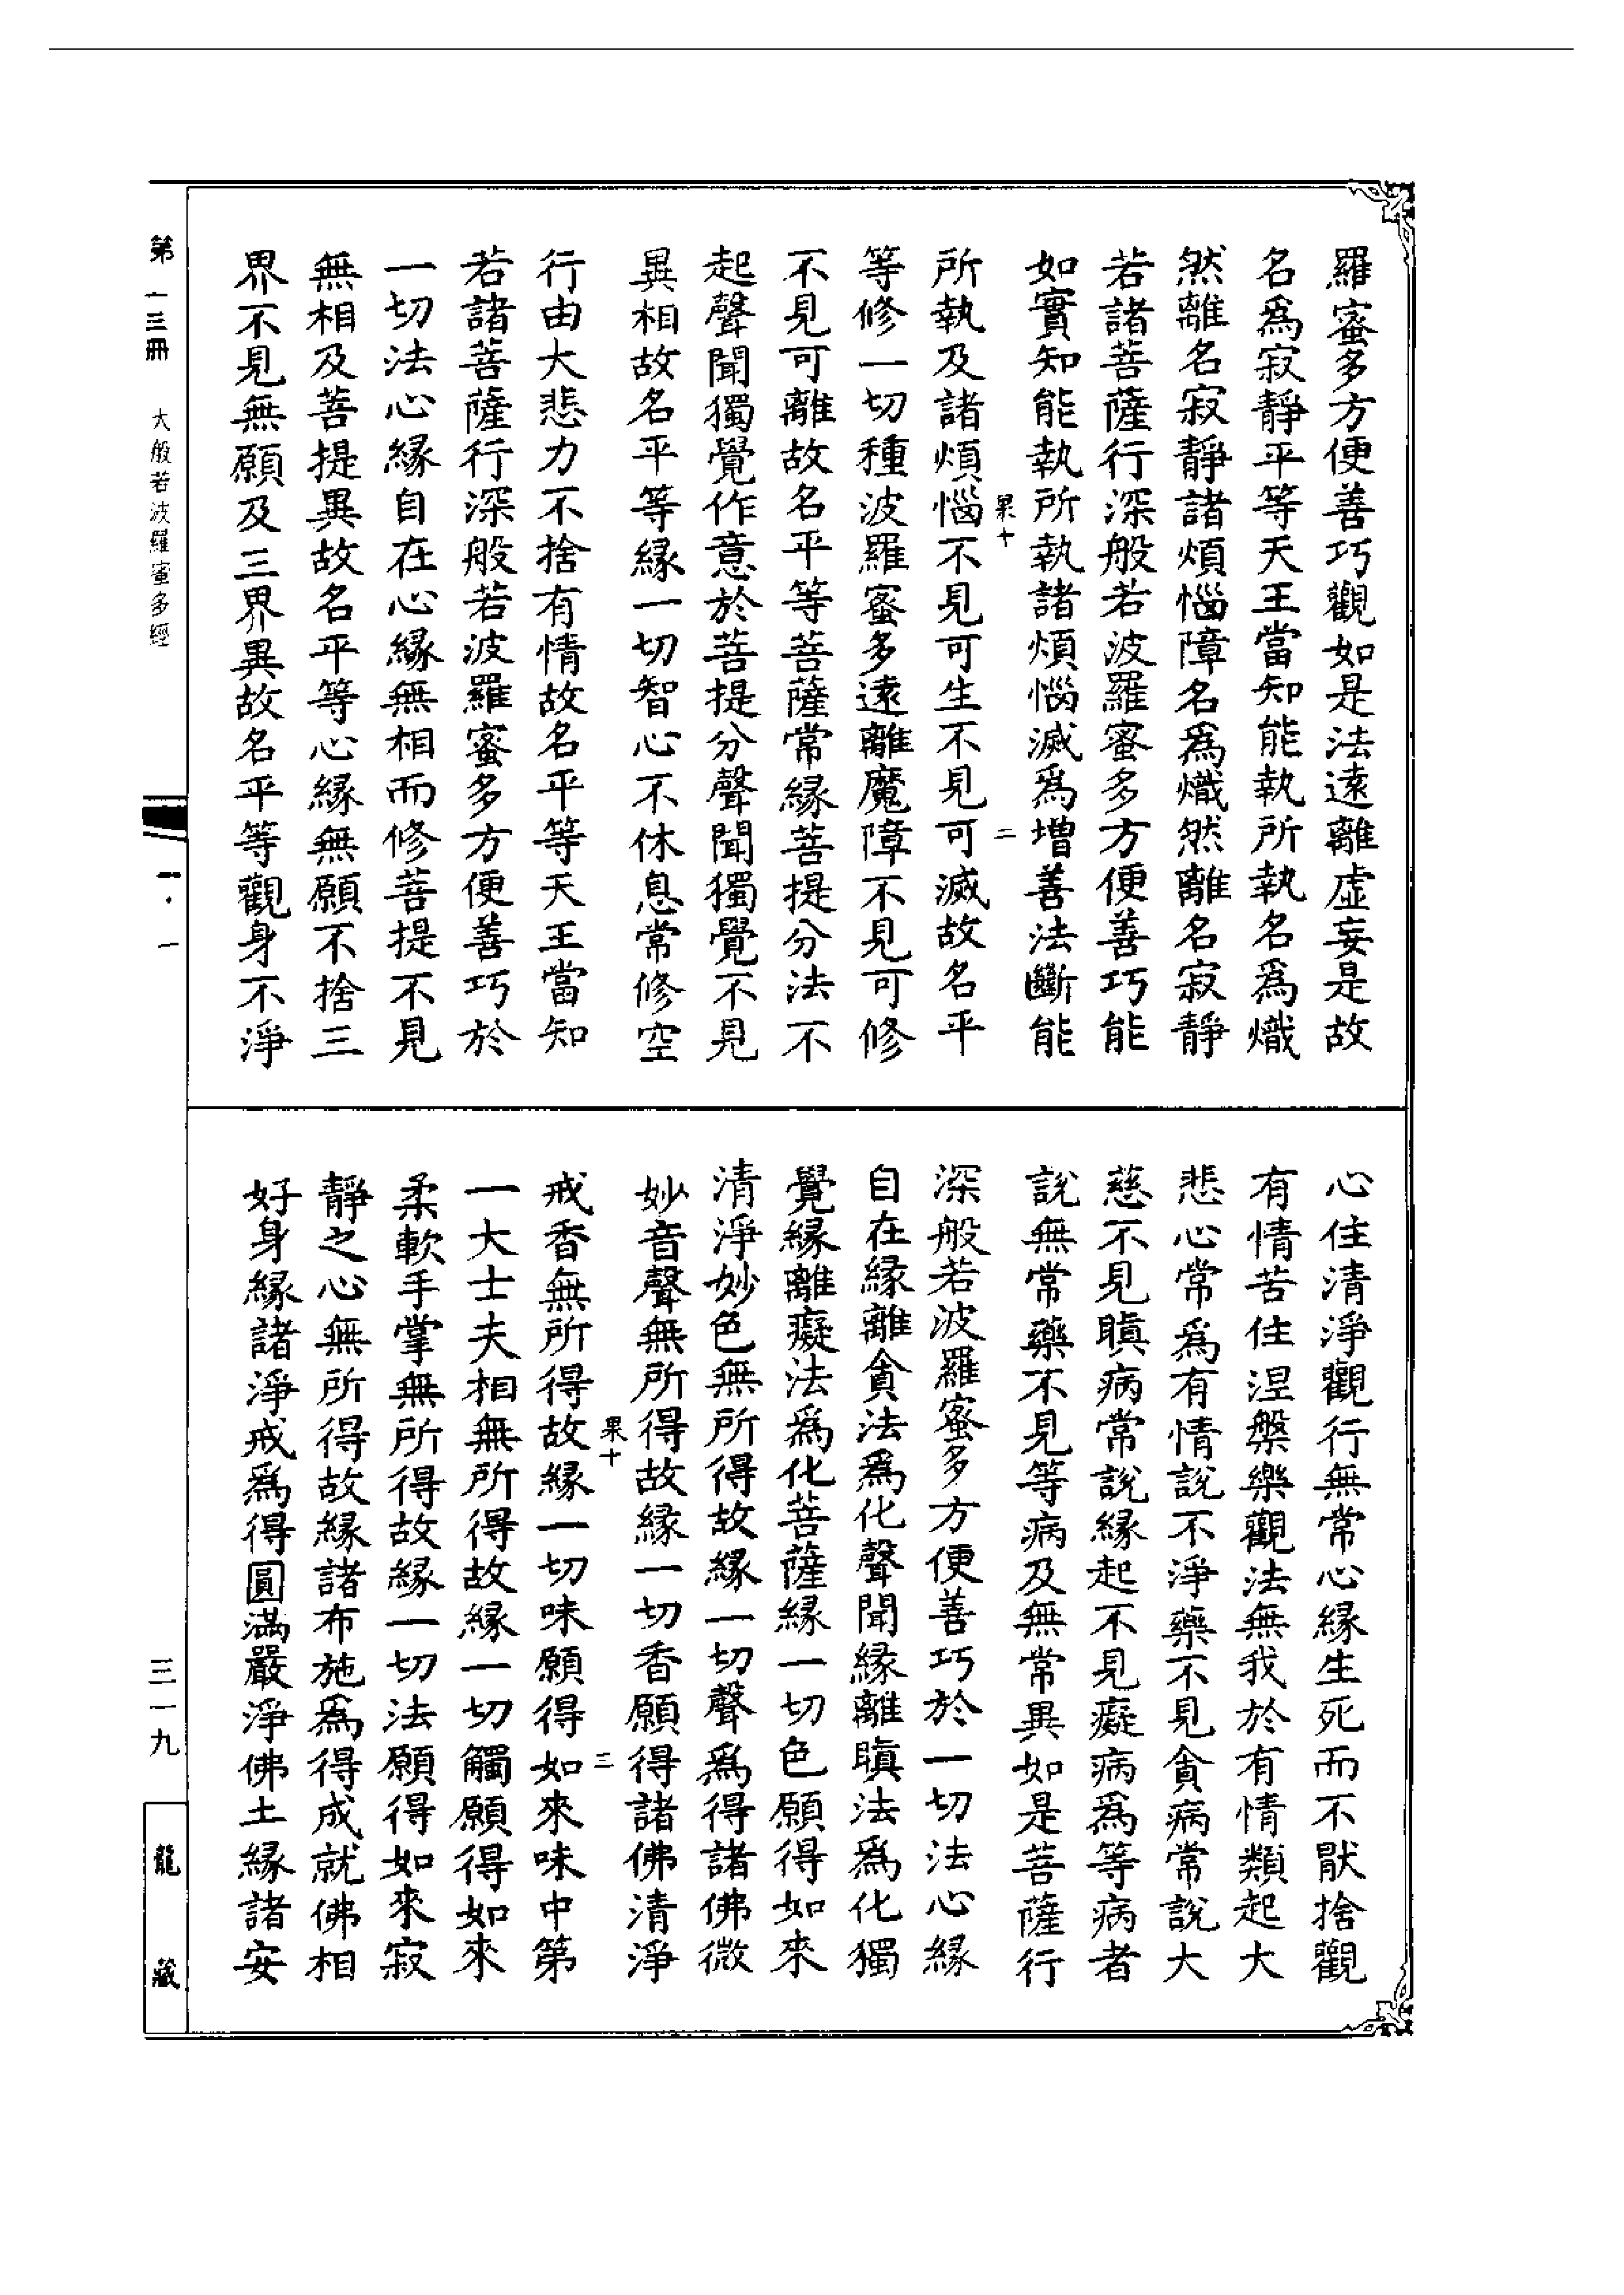 羅蜜多方便善巧觀如是法遠離虛妄是故
名爲寂靜平等天王當知能執所執名爲熾
然離名寂靜諸煩惱障名爲熾然離名寂靜
若諸菩薩行深般若波羅蜜多方便善巧能
如實知能執所執諸煩惱滅爲增善法斷能
果十 二
所執及諸煩惱不見可生不見可滅故名平
等修一切種波羅蜜多遠離魔障不見可修
不見可離故名平等菩薩常緣菩提分法不
起聲聞獨覺作意於菩提分聲聞獨覺不見
異相故名平等緣一切智心不休息常修空
行由大悲力不捨有情故名平等天王當知
若諸菩薩行深般若波羅蜜多方便善巧於
一切法心緣自在心緣無相而修菩提不見
無相及菩提異故名平等心緣無願不捨三
界不見無願及三界異故名平等觀身不淨
心住清淨觀行無常心緣生死而不厭捨觀
有情苦住涅槃樂觀法無我於有情類起大
悲心常爲有情說不淨藥不見貪病常說大
慈不見瞋病常說緣起不見癡病爲等病者
說無常藥不見等病及無常異如是菩薩行
深般若波羅蜜多方便善巧於一切法心緣
自在緣離貪法爲化聲聞緣離瞋法爲化獨
覺緣離癡法爲化菩薩緣一切色願得如來
清淨妙色無所得故緣一切聲爲得諸佛微
妙音聲無所得故緣一切香願得諸佛清淨
果十 三
戒香無所得故緣一切味願得如來味中第
一大士夫相無所得故緣一切觸願得如來
柔軟手掌無所得故緣一切法願得如來寂
靜之心無所得故緣諸布施爲得成就佛相
好身緣諸淨戒爲得圓滿嚴淨佛土緣諸安
第一三冊 大般若波羅蜜多經
一·一
三一九
龍藏